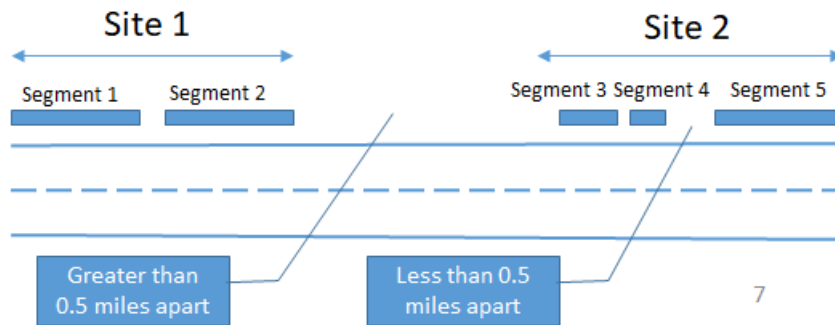 Site 1
Site 2
Segment 1
Segment 2
Segment 3
Segment 4
Segment 5
Greater than
0.5 miles apart
Less than 0.5
miles apart
7